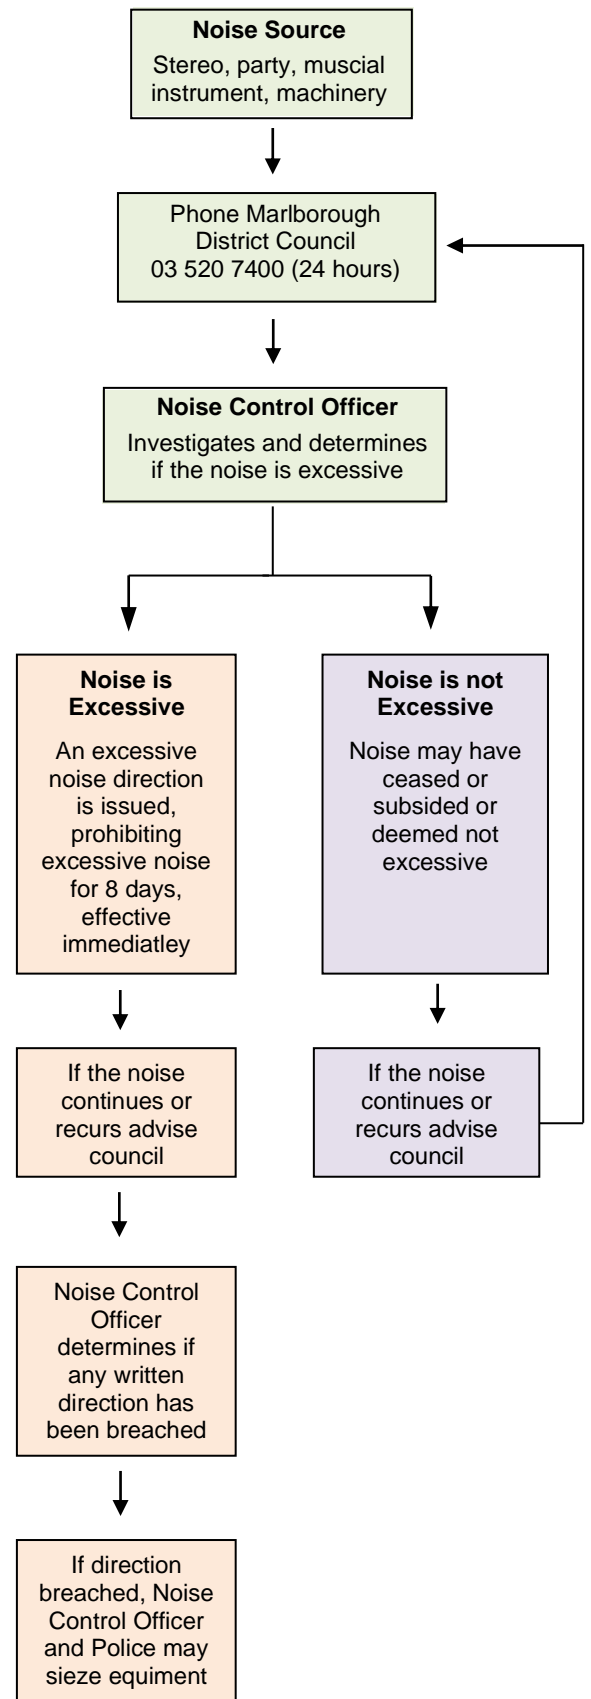 Noise Source
Stereo, party, muscial
instrument, machinery
Phone Marlborough
District Council
03 520 7400 (24 hours)
Noise Control Officer
Investigates and determines
if the noise is excessive
Noise is
Excessive
An excessive
noise direction
is issued,
prohibiting
excessive noise
for 8 days,
effective
immediatley
Noise is not
Excessive
Noise may have
ceased or
subsided or
deemed not
excessive
If the noise
continues or
recurs advise
council
If the noise
continues or
recurs advise
council
Noise Control
Officer
determines if
any written
direction has
been breached
If direction
breached, Noise
Control Officer
and Police may
sieze equiment